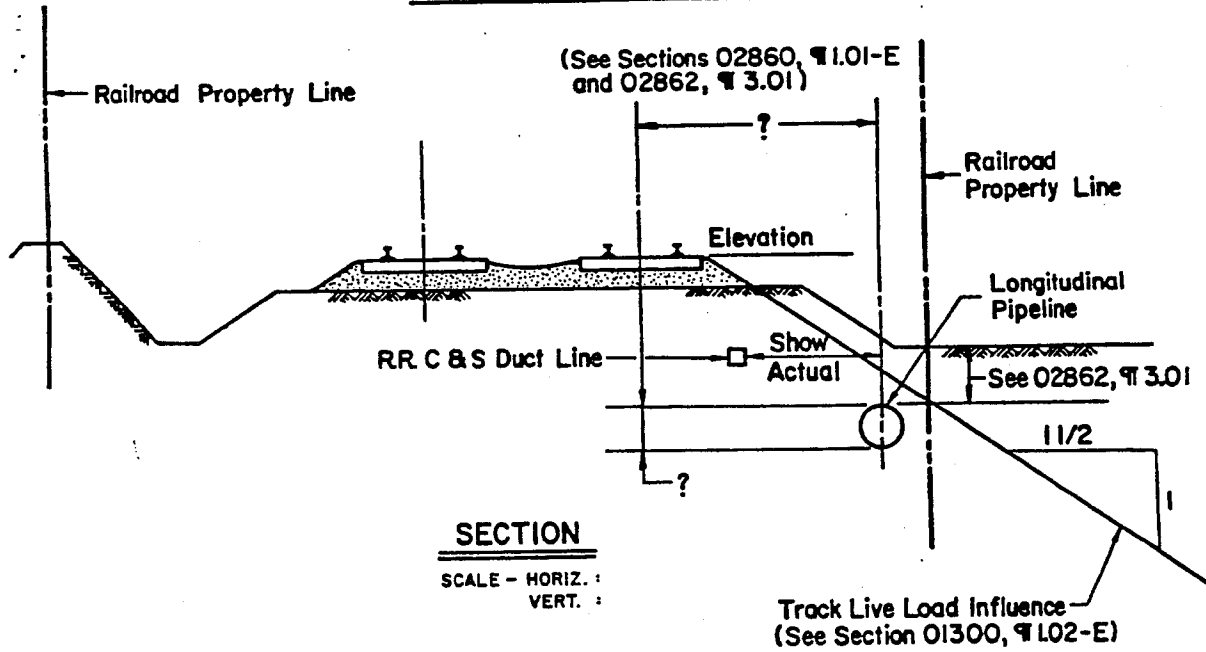 (See Sections 02860, ¶ 1.01-E
and 02862, ¶ 3.01)
Railroad Property Line
?
Railroad
Property Line
Elevation
Longitudinal
Pipeline
R.R. C & S Duct Line
Show
Actual
See 02862, ¶ 3.01
?
1 1/2
1
SECTION
SCALE - HORIZ. :
VERT. :
Track Live Load Influence
(See Section 01300, ¶ 1.02-E)